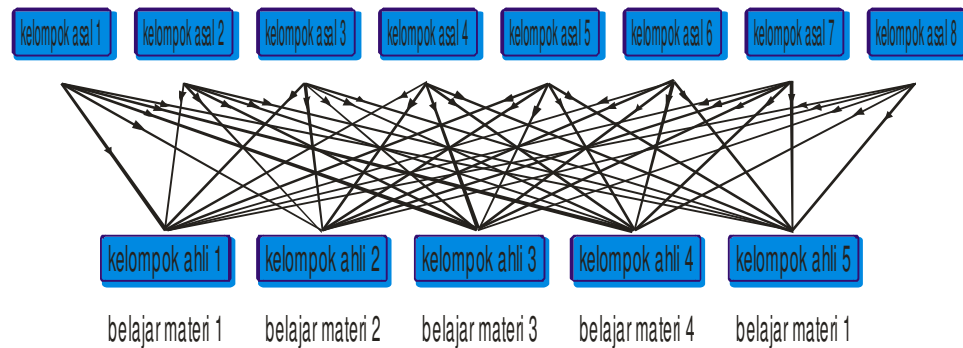 kelompok asal 1 kelompok asal 2 kelompok asal 3 kelompok asal 4 kelompok asal 5 kelompok asal 6 kelompok asal 7 kelompok asal 8
kelompok ahli 1 kelompok ahli 2 kelompok ahli 3 kelompok ahli 4 kelompok ahli 5
belajar materi 1 belajar materi 2 belajar materi 3 belajar materi 4 belajar materi 1